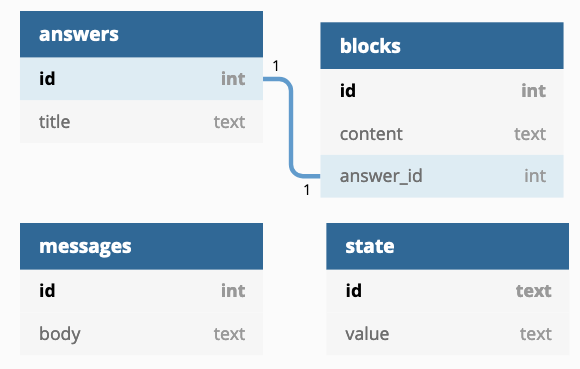 answers
id int
title text
1
1
blocks
id int
content text
answer_id int
messages
id int
body text
state
id text
value text